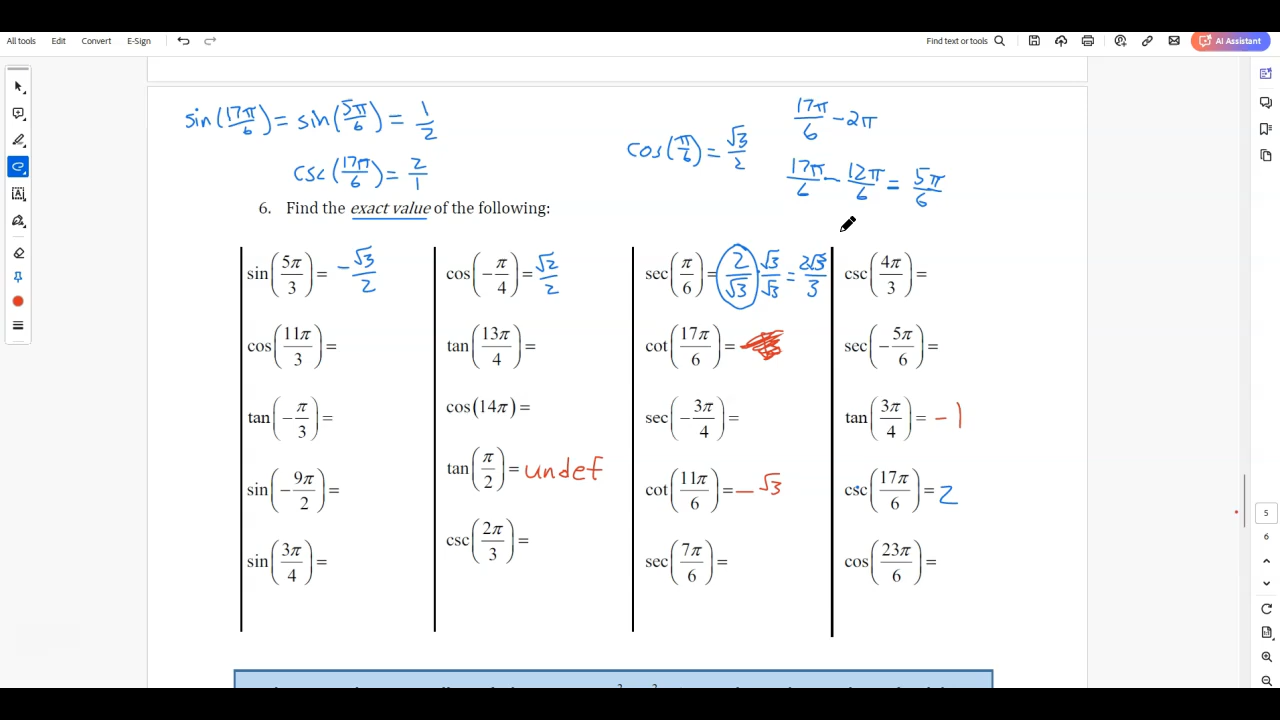 All tools Edit Convert E-Sign Find text or tools AI Assistant
sin(17π/6) = sin(5π/6) = 1/2
csc(17π/6) = 2/1
cos(π/6) = √3/2
17π/6 − 2π
17π/6 − 12π/6 = 5π/6
6. Find the exact value of the following:
sin(5π/3) = −√3/2
cos(11π/3) =
tan(−π/3) =
sin(−9π/2) =
sin(3π/4) =
cos(−π/4) = √2/2
tan(13π/4) =
cos(14π) =
tan(π/2) = undef
csc(2π/3) =
sec(π/6) = 2/√3 · √3/√3 = 2√3/3
cot(17π/6) =
sec(−3π/4) =
cot(11π/6) = −√3
sec(7π/6) =
csc(4π/3) =
sec(−5π/6) =
tan(3π/4) = −1
csc(17π/6) = 2
cos(23π/6) =
5
6